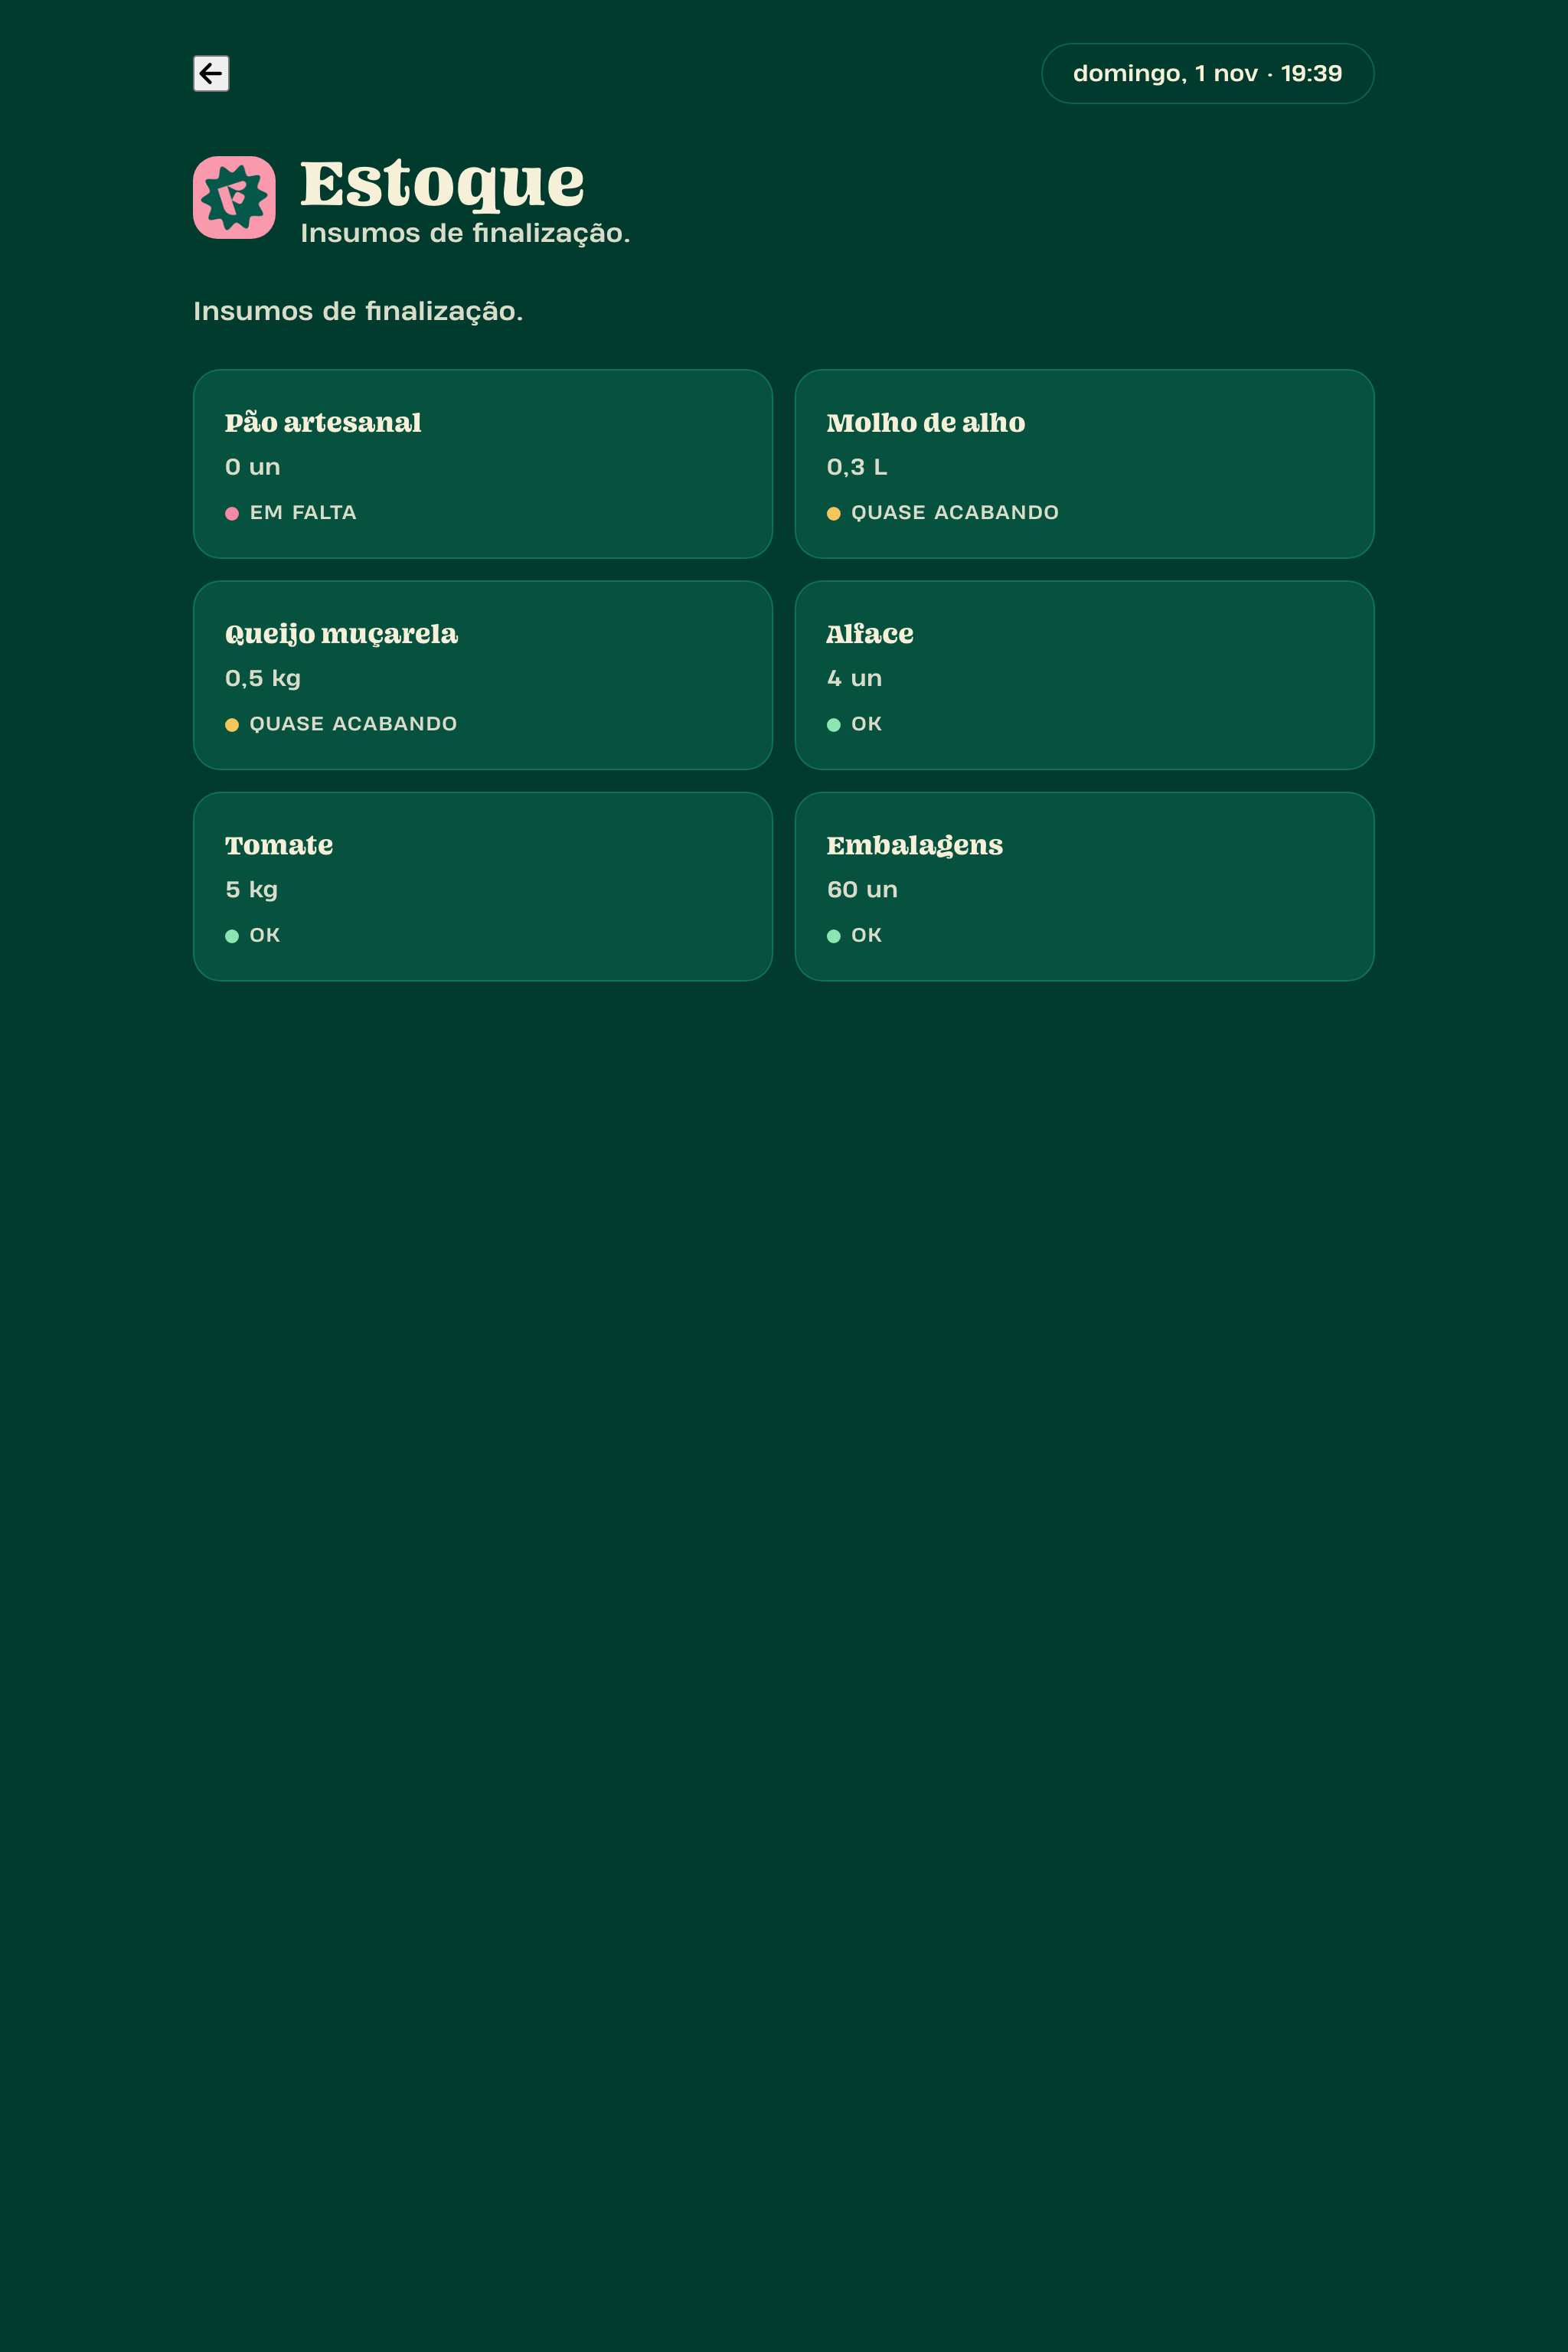 domingo, 1 nov · 19:39
Estoque
Insumos de finalização.
Insumos de finalização.
Pão artesanal
0 un
EM FALTA
Molho de alho
0,3 L
QUASE ACABANDO
Queijo muçarela
0,5 kg
QUASE ACABANDO
Alface
4 un
OK
Tomate
5 kg
OK
Embalagens
60 un
OK